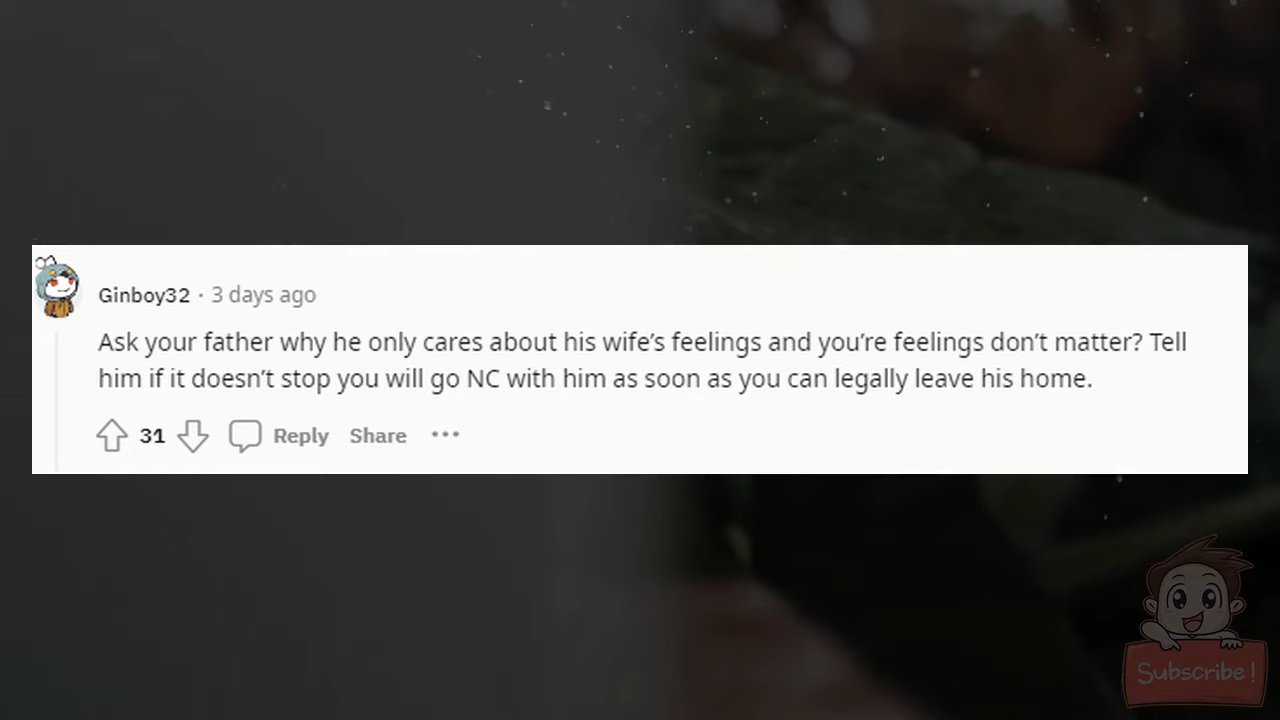 Ginboy32 · 3 days ago
Ask your father why he only cares about his wife’s feelings and you’re feelings don’t matter? Tell
him if it doesn’t stop you will go NC with him as soon as you can legally leave his home.
31 Reply Share •••
Subscribe!